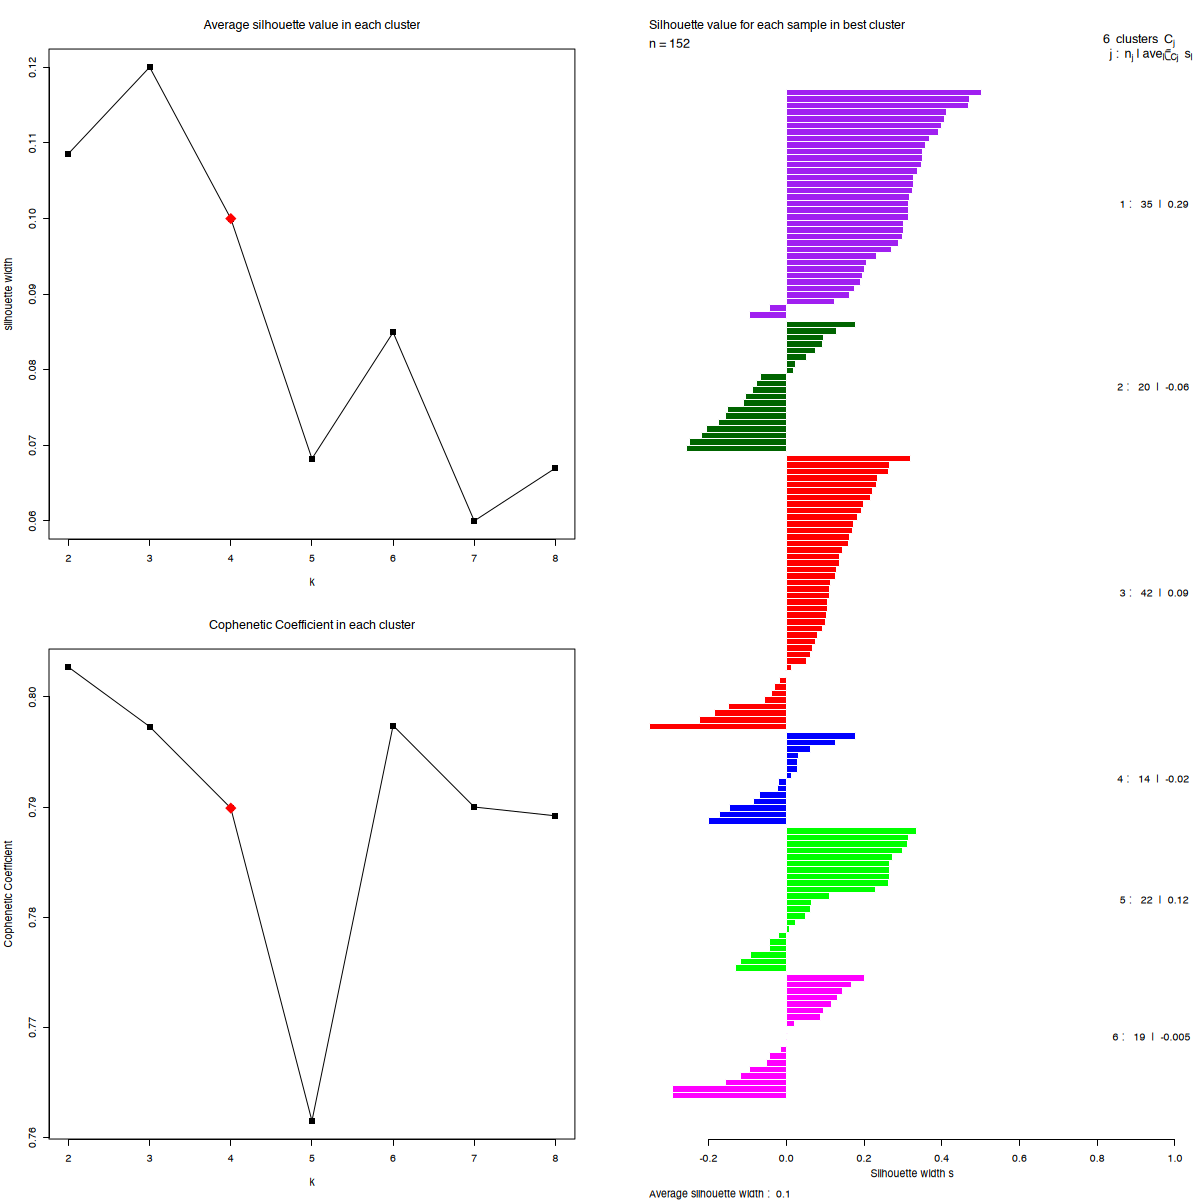 Average silhouette value in each cluster
0.12
0.11
0.10
0.09
0.08
0.07
0.06
silhouette width
2 3 4 5 6 7 8
k
Cophenetic Coefficient in each cluster
0.80
0.79
0.78
0.77
0.76
Cophenetic Coefficient
2 3 4 5 6 7 8
k
Silhouette value for each sample in best cluster
n = 152
6 clusters Cj
j : nj | avei∈Cj si
1 : 35 | 0.29
2 : 20 | -0.06
3 : 42 | 0.09
4 : 14 | -0.02
5 : 22 | 0.12
6 : 19 | -0.005
-0.2 0.0 0.2 0.4 0.6 0.8 1.0
Silhouette width s
Average silhouette width : 0.1